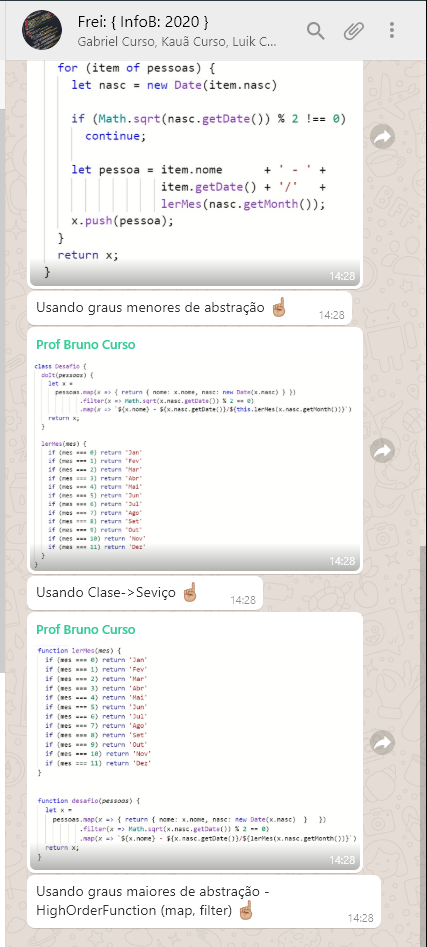 Frei: { InfoB: 2020 }
Gabriel Curso, Kauã Curso, Luik C...
for (item of pessoas) {
let nasc = new Date(item.nasc)
if (Math.sqrt(nasc.getDate()) % 2 !== 0)
continue;
let pessoa = item.nome + ' - ' +
item.getDate() + '/' +
lerMes(nasc.getMonth());
x.push(pessoa);
}
return x;
}
14:28
Usando graus menores de abstração ☝🏽
14:28
Prof Bruno Curso
class Desafio {
doIt(pessoas) {
let x =
pessoas.map(x => { return { nome: x.nome, nasc: new Date(x.nasc) } })
.filter(x => Math.sqrt(x.nasc.getDate()) % 2 == 0)
.map(x => `${x.nome} - ${x.nasc.getDate()}/${this.lerMes(x.nasc.getMonth())}`)
return x;
}
lerMes(mes) {
if (mes === 0) return 'Jan'
if (mes === 1) return 'Fev'
if (mes === 2) return 'Mar'
if (mes === 3) return 'Abr'
if (mes === 4) return 'Mai'
if (mes === 5) return 'Jun'
if (mes === 6) return 'Jul'
if (mes === 7) return 'Ago'
if (mes === 8) return 'Set'
if (mes === 9) return 'Out'
if (mes === 10) return 'Nov'
if (mes === 11) return 'Dez'
}
}
14:28
Usando Clase->Seviço ☝🏽
14:28
Prof Bruno Curso
function lerMes(mes) {
if (mes === 0) return 'Jan'
if (mes === 1) return 'Fev'
if (mes === 2) return 'Mar'
if (mes === 3) return 'Abr'
if (mes === 4) return 'Mai'
if (mes === 5) return 'Jun'
if (mes === 6) return 'Jul'
if (mes === 7) return 'Ago'
if (mes === 8) return 'Set'
if (mes === 9) return 'Out'
if (mes === 10) return 'Nov'
if (mes === 11) return 'Dez'
}
function desafio(pessoas) {
let x =
pessoas.map(x => { return { nome: x.nome, nasc: new Date(x.nasc) } })
.filter(x => Math.sqrt(x.nasc.getDate()) % 2 == 0)
.map(x => `${x.nome} - ${x.nasc.getDate()}/${lerMes(x.nasc.getMonth())}`)
return x;
}
14:28
Usando graus maiores de abstração -
HighOrderFunction (map, filter) ☝🏽
14:28